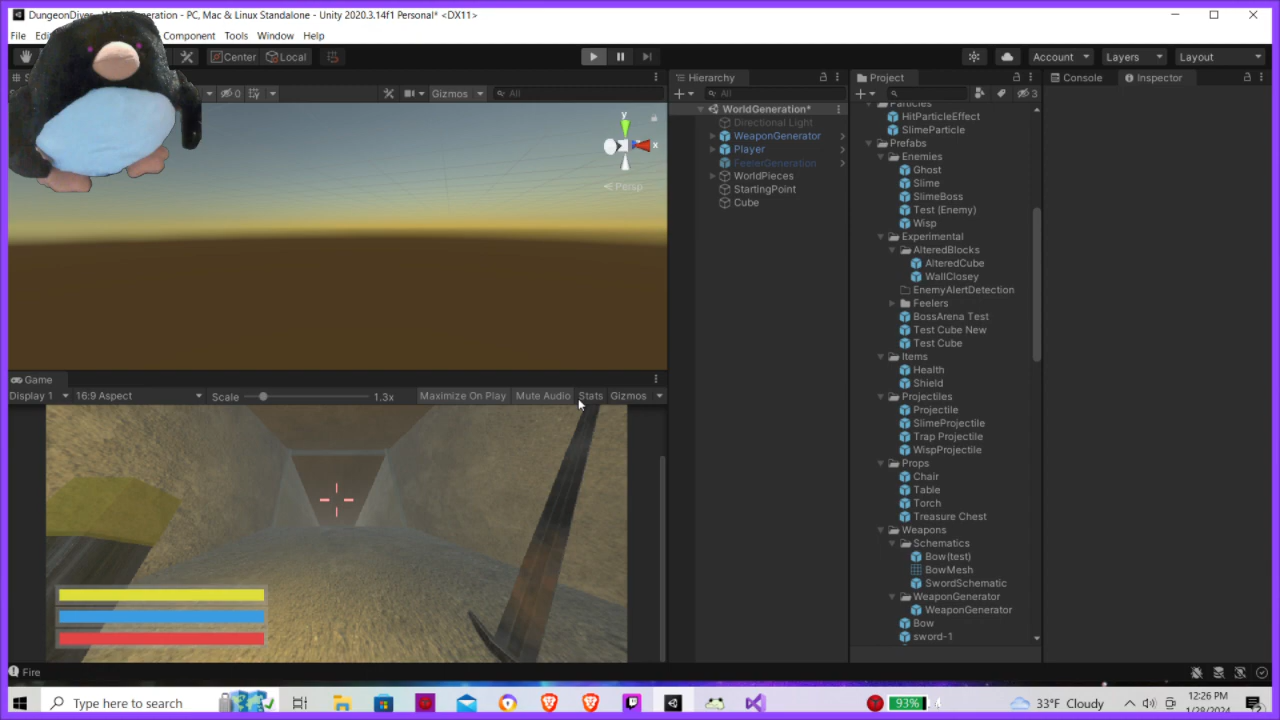 DungeonDiver - WorldGeneration - PC, Mac & Linux Standalone - Unity 2020.3.14f1 Personal* <DX11>
File Component Tools Window Help
Center Local Account Layers Layout
Hierarchy Project Console Inspector
0 Gizmos All All 3
WorldGeneration*
Directional Light
WeaponGenerator
Player
FeelerGeneration
WorldPieces
StartingPoint
Cube
y
x
Persp
Particles
HitParticleEffect
SlimeParticle
Prefabs
Enemies
Ghost
Slime
SlimeBoss
Test (Enemy)
Wisp
Experimental
AlteredBlocks
AlteredCube
WallClosey
EnemyAlertDetection
Feelers
BossArena Test
Test Cube New
Test Cube
Items
Health
Shield
Projectiles
Projectile
SlimeProjectile
Trap Projectile
WispProjectile
Props
Chair
Table
Torch
Treasure Chest
Weapons
Schematics
Bow(test)
BowMesh
SwordSchematic
WeaponGenerator
WeaponGenerator
Bow
sword-1
Game
Display 1 16:9 Aspect Scale 1.3x Maximize On Play Mute Audio Stats Gizmos
Fire
Type here to search 93% 33°F Cloudy 12:26 PM
1/28/2024